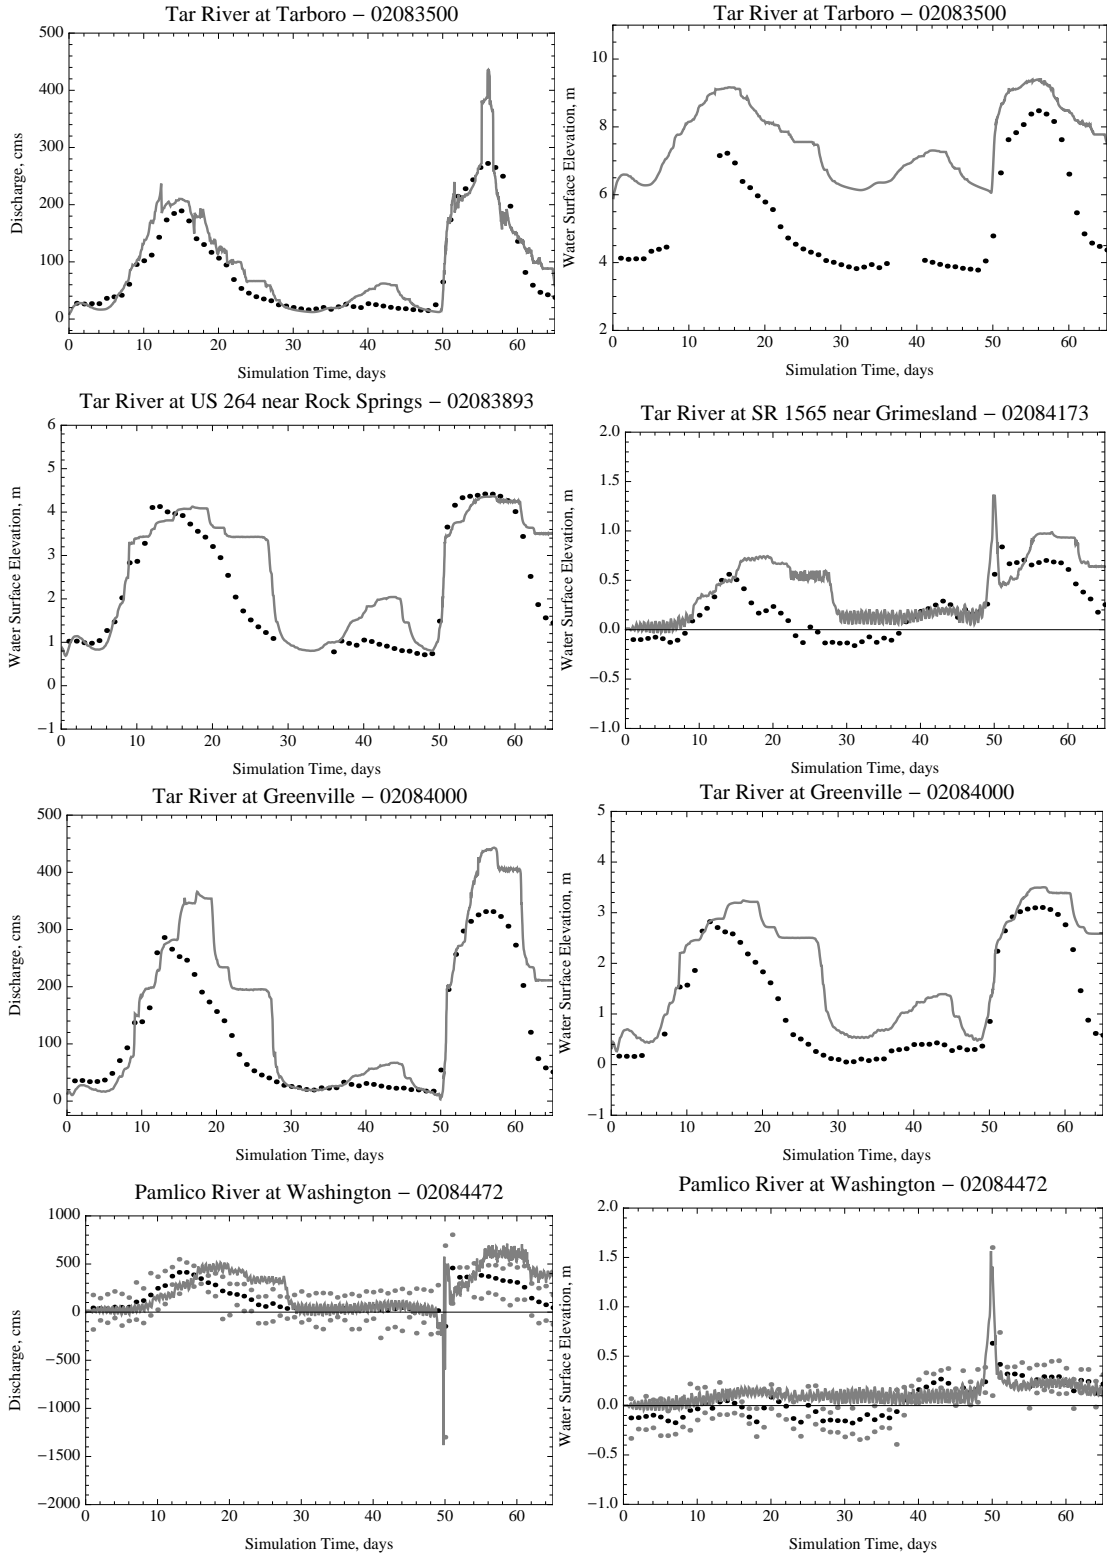 Tar River at Tarboro − 02083500
500
400
300
200
100
0
Discharge, cms
0 10 20 30 40 50 60
Simulation Time, days
Tar River at Tarboro − 02083500
10
8
6
4
2
Water Surface Elevation, m
0 10 20 30 40 50 60
Simulation Time, days
Tar River at US 264 near Rock Springs − 02083893
6
5
4
3
2
1
0
−1
Water Surface Elevation, m
0 10 20 30 40 50 60
Simulation Time, days
Tar River at SR 1565 near Grimesland − 02084173
2.0
1.5
1.0
0.5
0.0
−0.5
−1.0
Water Surface Elevation, m
0 10 20 30 40 50 60
Simulation Time, days
Tar River at Greenville − 02084000
500
400
300
200
100
0
Discharge, cms
0 10 20 30 40 50 60
Simulation Time, days
Tar River at Greenville − 02084000
5
4
3
2
1
0
−1
Water Surface Elevation, m
0 10 20 30 40 50 60
Simulation Time, days
Pamlico River at Washington − 02084472
1000
500
0
−500
−1000
−1500
−2000
Discharge, cms
0 10 20 30 40 50 60
Simulation Time, days
Pamlico River at Washington − 02084472
2.0
1.5
1.0
0.5
0.0
−0.5
−1.0
Water Surface Elevation, m
0 10 20 30 40 50 60
Simulation Time, days